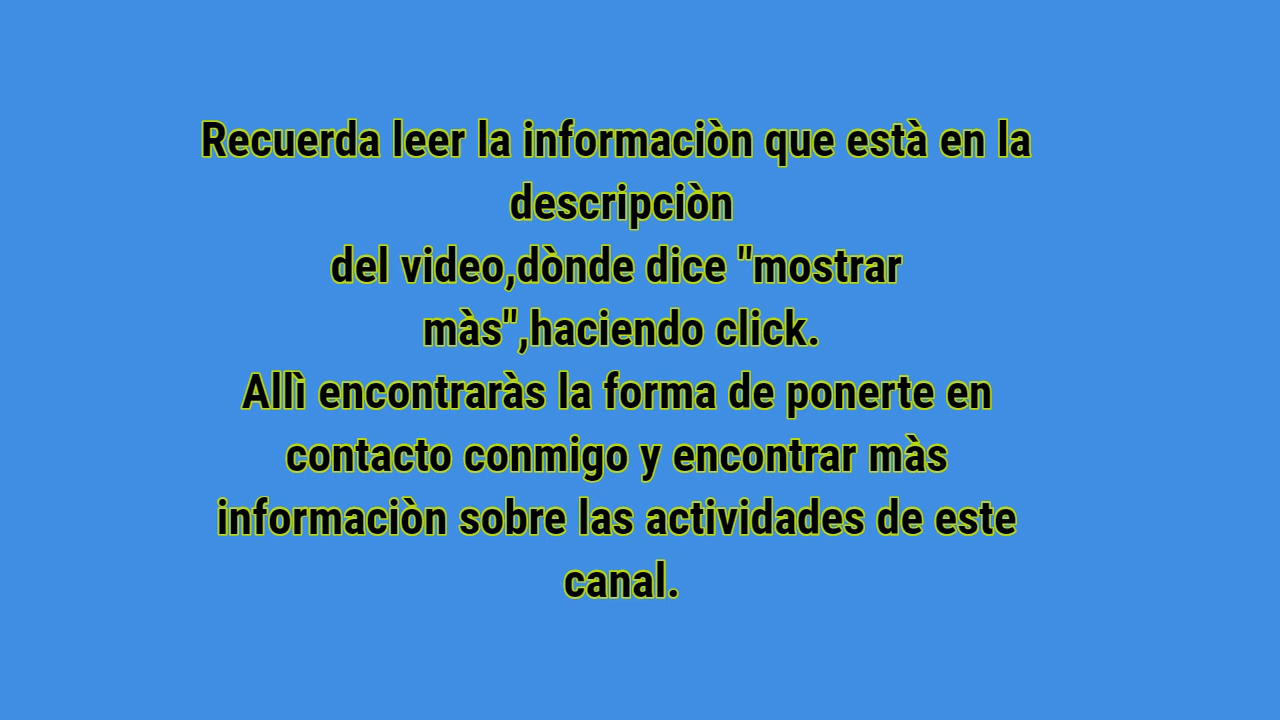 Recuerda leer la informaciòn que està en la
descripciòn
del video,dònde dice "mostrar
màs",haciendo click.
Allì encontraràs la forma de ponerte en
contacto conmigo y encontrar màs
informaciòn sobre las actividades de este
canal.